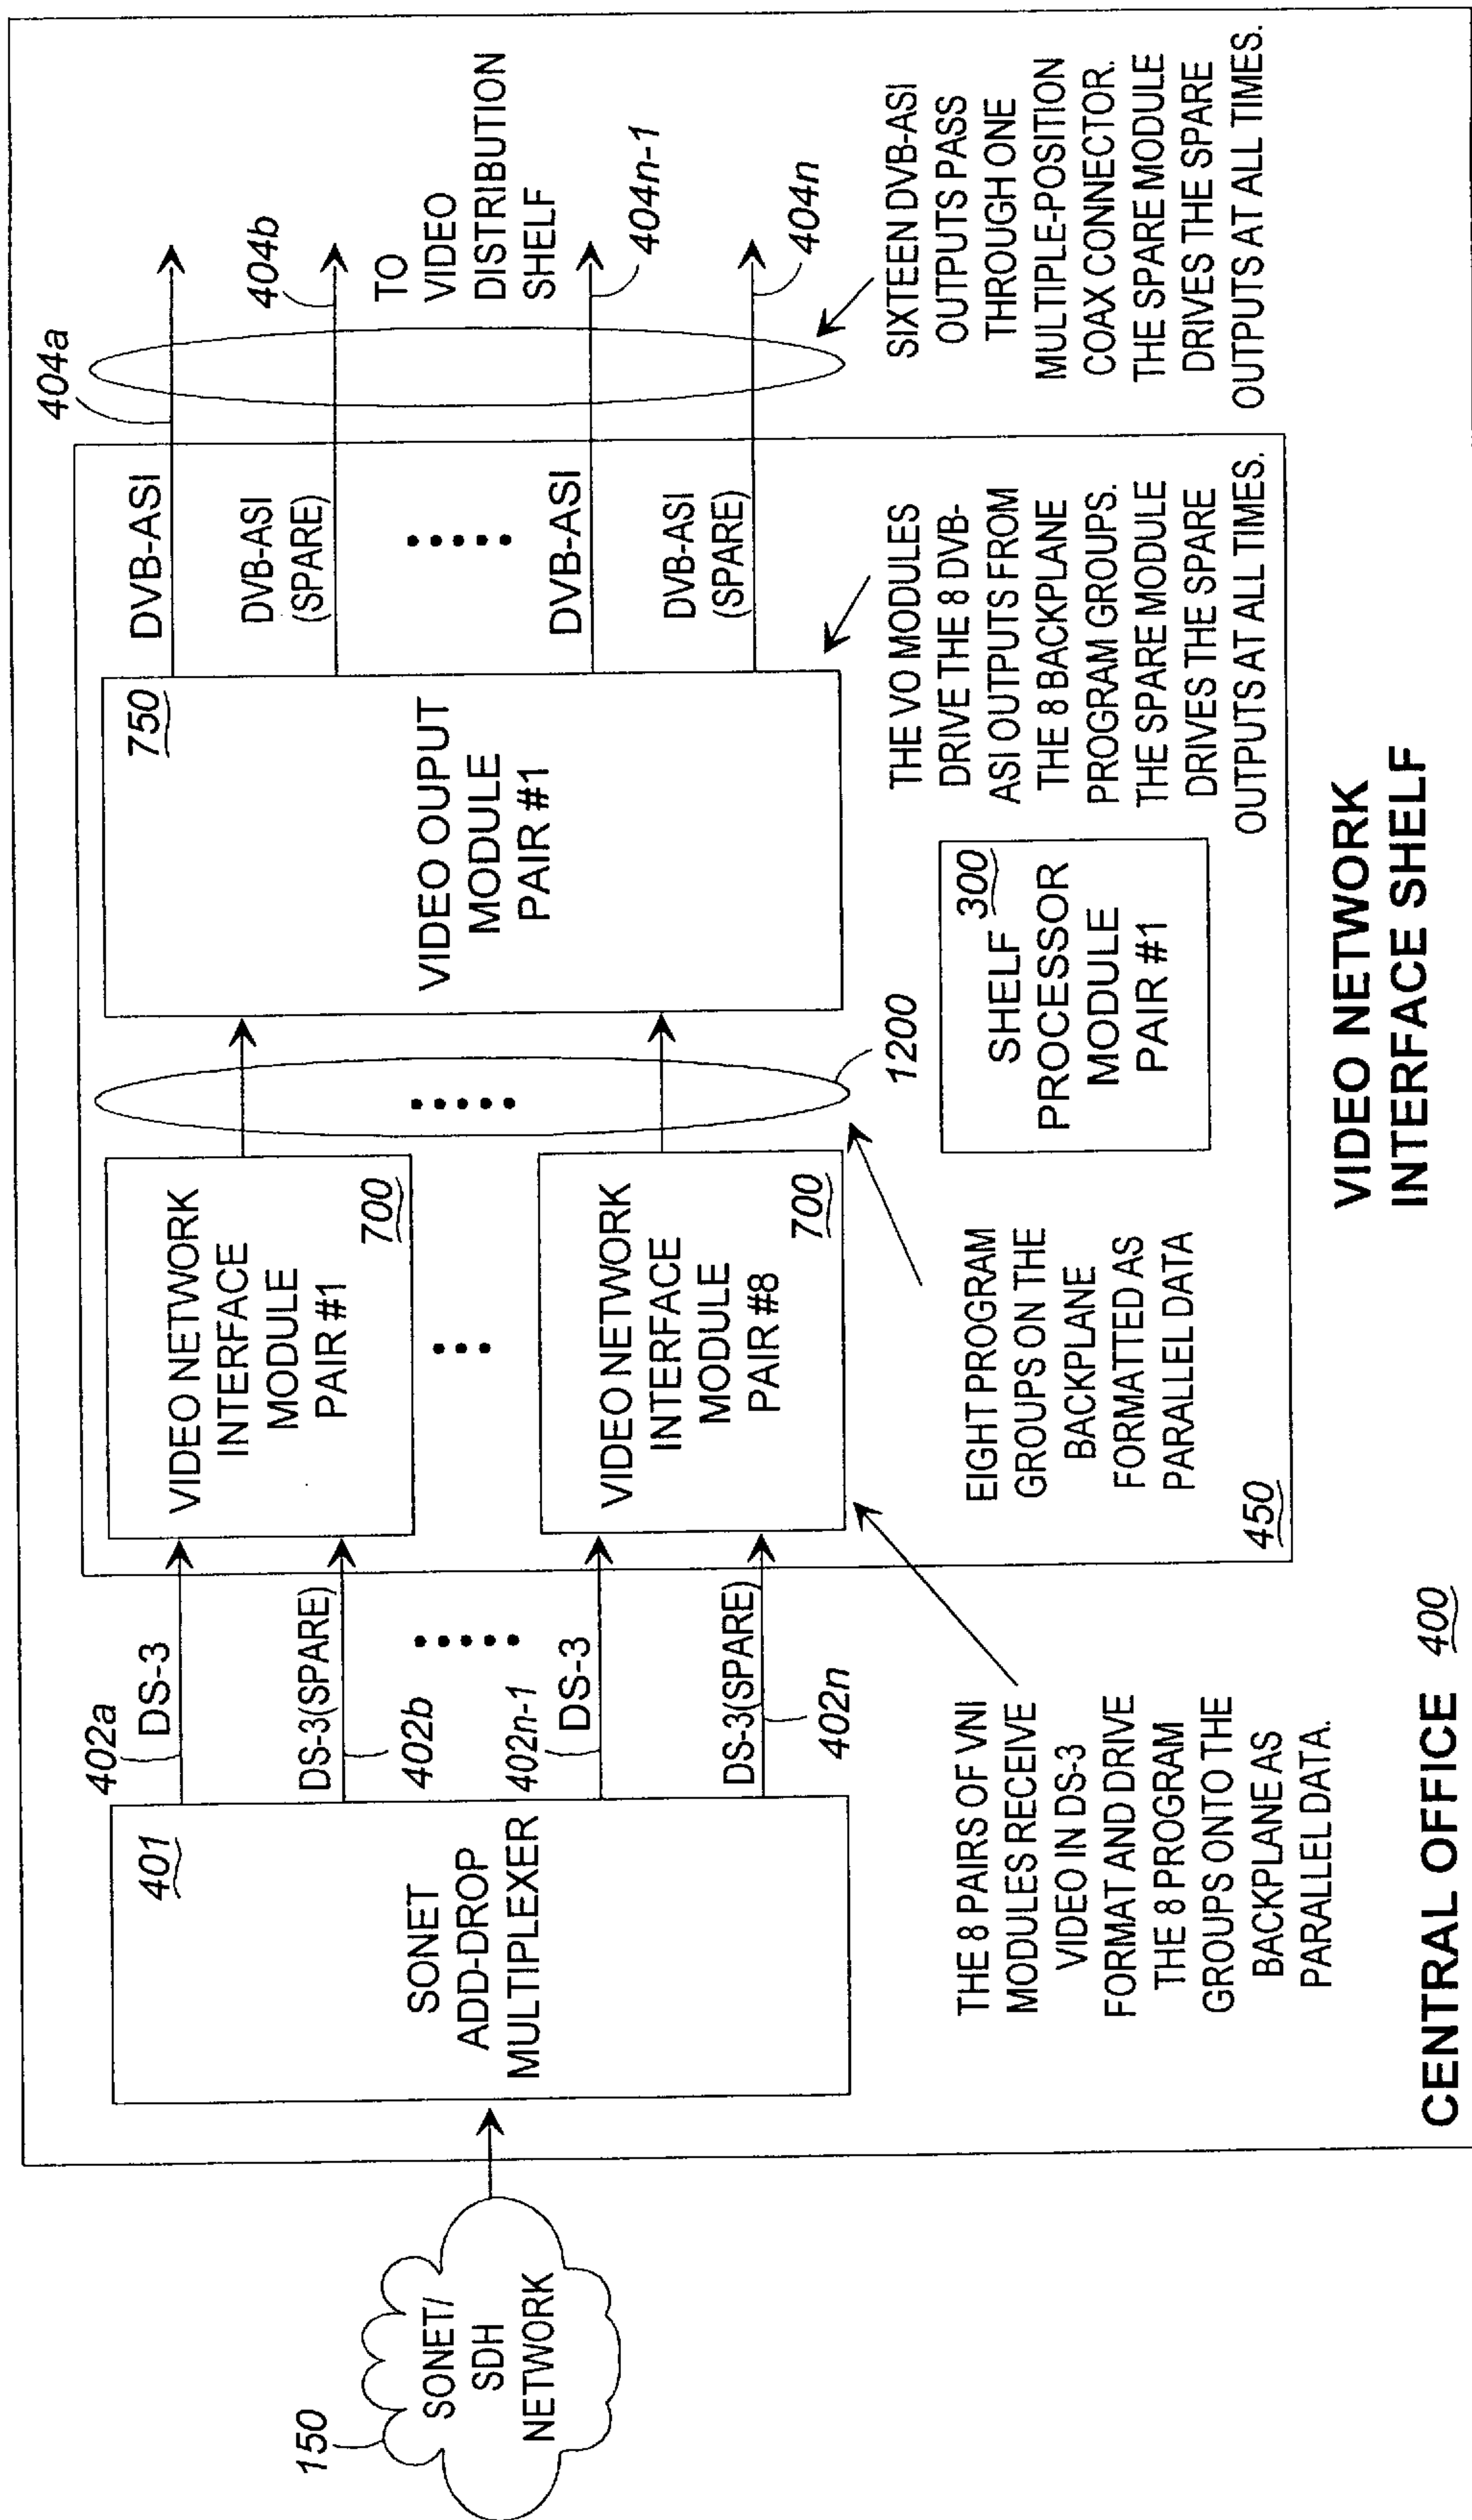 150
SONET/
SDH
NETWORK
401
SONET
ADD-DROP
MULTIPLEXER
402a
DS-3
DS-3(SPARE)
402b
402n-1
DS-3
DS-3(SPARE)
402n
THE 8 PAIRS OF VNI
MODULES RECEIVE
VIDEO IN DS-3
FORMAT AND DRIVE
THE 8 PROGRAM
GROUPS ONTO THE
BACKPLANE AS
PARALLEL DATA.
CENTRAL OFFICE 400
VIDEO NETWORK
INTERFACE
MODULE
PAIR #1
700
VIDEO NETWORK
INTERFACE
MODULE
PAIR #8
700
EIGHT PROGRAM
GROUPS ON THE
BACKPLANE
FORMATTED AS
PARALLEL DATA
450
1200
750
VIDEO OUPUT
MODULE
PAIR #1
300
SHELF
PROCESSOR
MODULE
PAIR #1
VIDEO NETWORK
INTERFACE SHELF
DVB-ASI
DVB-ASI
(SPARE)
DVB-ASI
DVB-ASI
(SPARE)
THE VO MODULES
DRIVE THE 8 DVB-
ASI OUTPUTS FROM
THE 8 BACKPLANE
PROGRAM GROUPS.
THE SPARE MODULE
DRIVES THE SPARE
OUTPUTS AT ALL TIMES.
404a
404b
TO
VIDEO
DISTRIBUTION
SHELF
404n-1
404n
SIXTEEN DVB-ASI
OUTPUTS PASS
THROUGH ONE
MULTIPLE-POSITION
COAX CONNECTOR.
THE SPARE MODULE
DRIVES THE SPARE
OUTPUTS AT ALL TIMES.